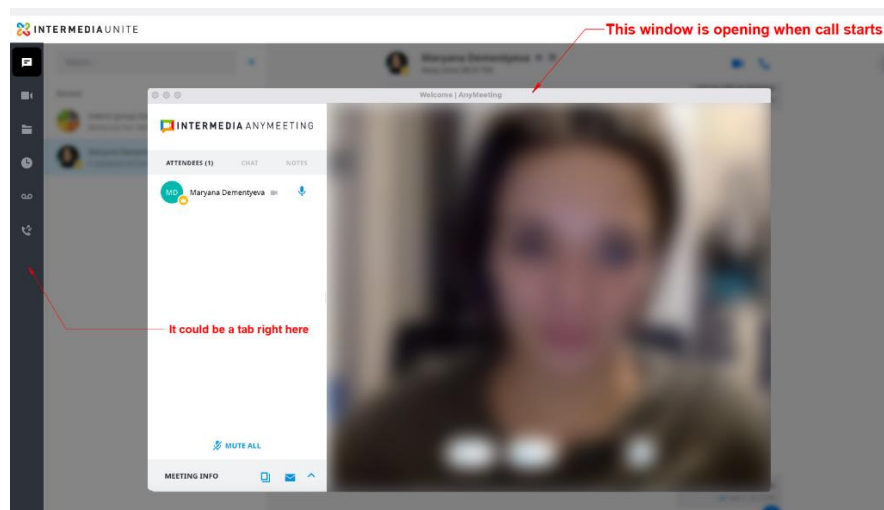 INTERMEDIAUNITE
This window is opening when call starts
Maryana Dementyeva
Welcome | AnyMeeting
INTERMEDIA ANYMEETING
ATTENDEES (1) CHAT NOTES
MD Maryana Dementyeva
It could be a tab right here
MUTE ALL
MEETING INFO